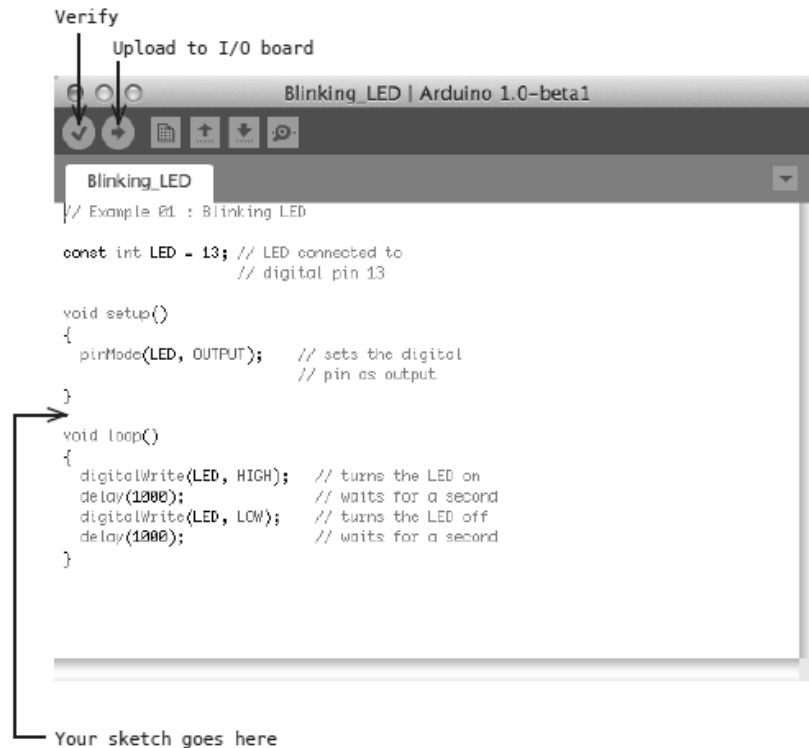 Verify
Upload to I/O board
Blinking_LED | Arduino 1.0-beta1
Blinking_LED
// Example 01 : Blinking LED
const int LED = 13; // LED connected to
// digital pin 13
void setup()
{
pinMode(LED, OUTPUT); // sets the digital
// pin as output
}
void loop()
{
digitalWrite(LED, HIGH); // turns the LED on
delay(1000); // waits for a second
digitalWrite(LED, LOW); // turns the LED off
delay(1000); // waits for a second
}
Your sketch goes here